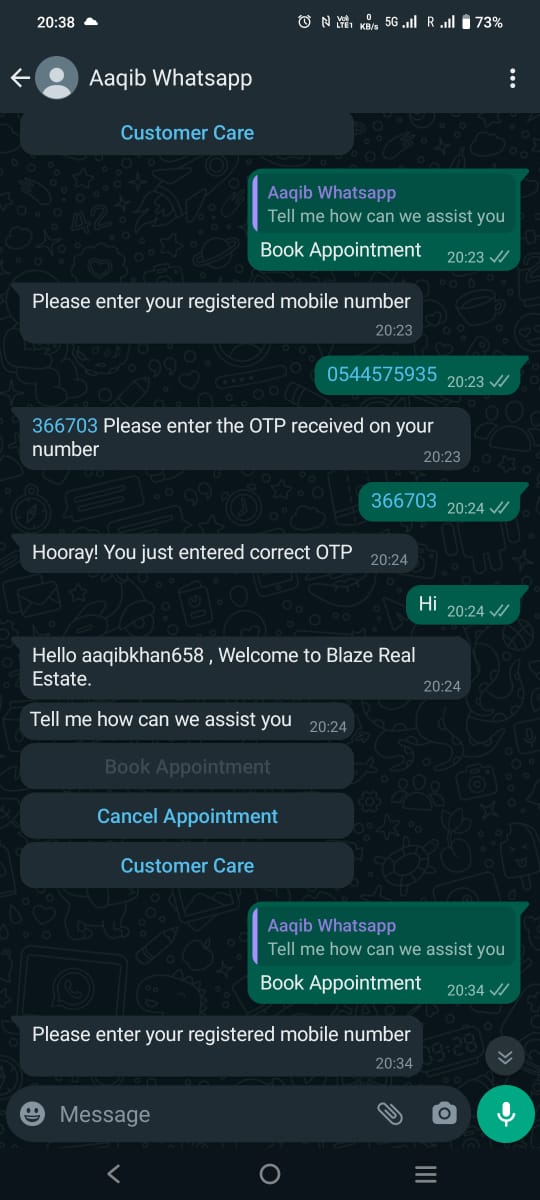 20:38
Vo)) LTE1
0 KB/s
5G
R
73%
Aaqib Whatsapp
Customer Care
Aaqib Whatsapp
Tell me how can we assist you
Book Appointment 20:23
Please enter your registered mobile number
20:23
0544575935 20:23
366703 Please enter the OTP received on your
number 20:23
366703 20:24
Hooray! You just entered correct OTP 20:24
Hi 20:24
Hello aaqibkhan658 , Welcome to Blaze Real
Estate. 20:24
Tell me how can we assist you 20:24
Book Appointment
Cancel Appointment
Customer Care
Aaqib Whatsapp
Tell me how can we assist you
Book Appointment 20:34
Please enter your registered mobile number
20:34
Message